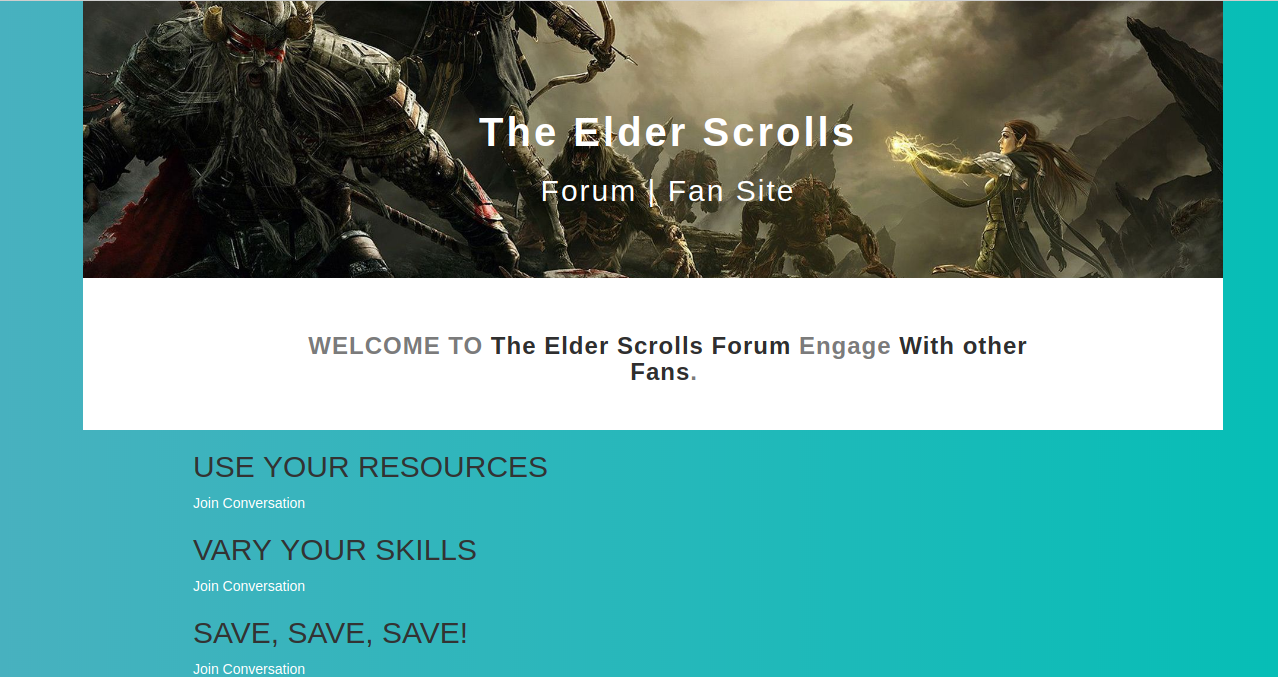 The Elder Scrolls
Forum | Fan Site
WELCOME TO The Elder Scrolls Forum Engage With other
Fans.
USE YOUR RESOURCES
Join Conversation
VARY YOUR SKILLS
Join Conversation
SAVE, SAVE, SAVE!
Join Conversation